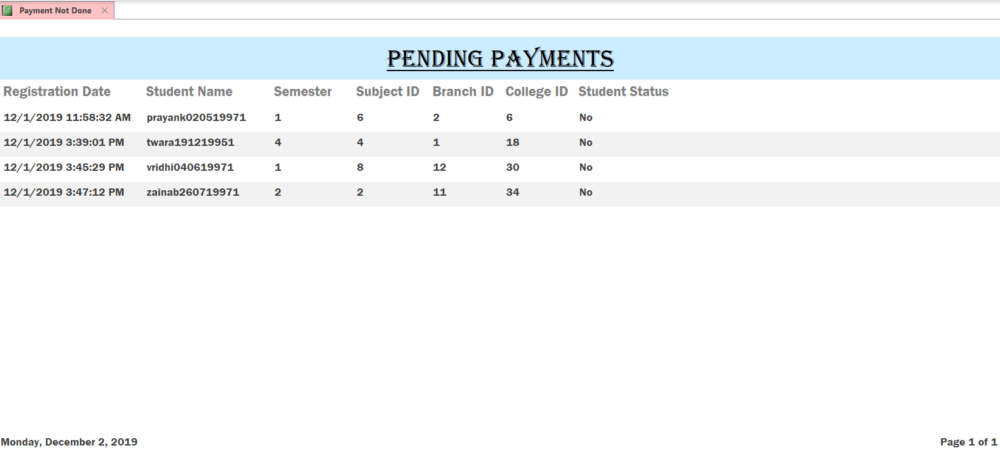 Payment Not Done
PENDING PAYMENTS
Registration Date Student Name Semester Subject ID Branch ID College ID Student Status
12/1/2019 11:58:32 AM prayank020519971 1 6 2 6 No
12/1/2019 3:39:01 PM twara191219951 4 4 1 18 No
12/1/2019 3:45:29 PM vridhi040619971 1 8 12 30 No
12/1/2019 3:47:12 PM zainab260719971 2 2 11 34 No
Monday, December 2, 2019 Page 1 of 1